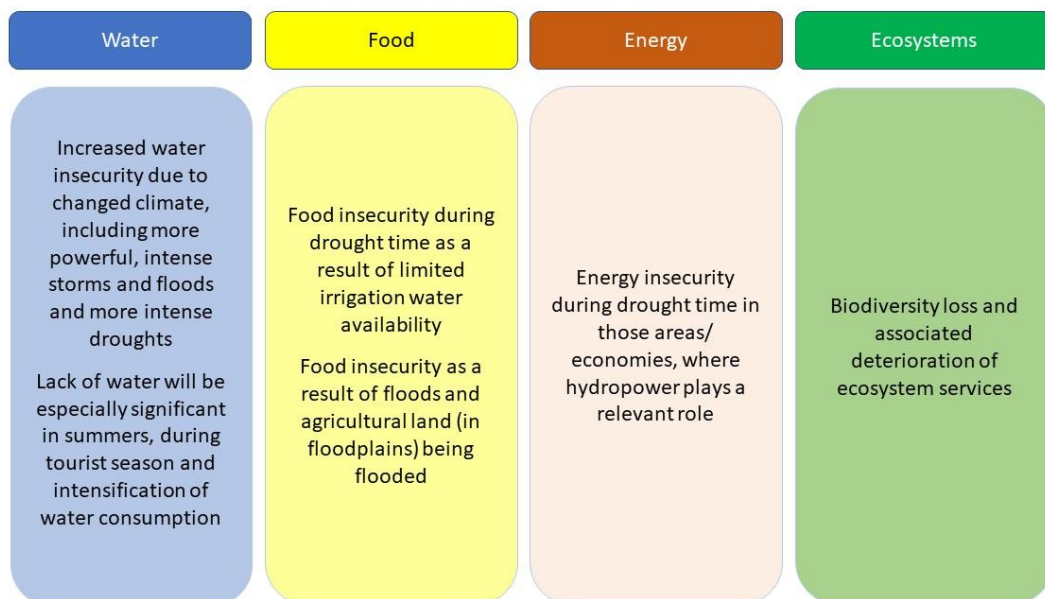 Water
Food
Energy
Ecosystems
Increased water
insecurity due to
changed climate,
including more
powerful, intense
storms and floods
and more intense
droughts
Lack of water will be
especially significant
in summers, during
tourist season and
intensification of
water consumption
Food insecurity during
drought time as a
result of limited
irrigation water
availability
Food insecurity as a
result of floods and
agricultural land (in
floodplains) being
flooded
Energy insecurity
during drought time in
those areas/
economies, where
hydropower plays a
relevant role
Biodiversity loss and
associated
deterioration of
ecosystem services